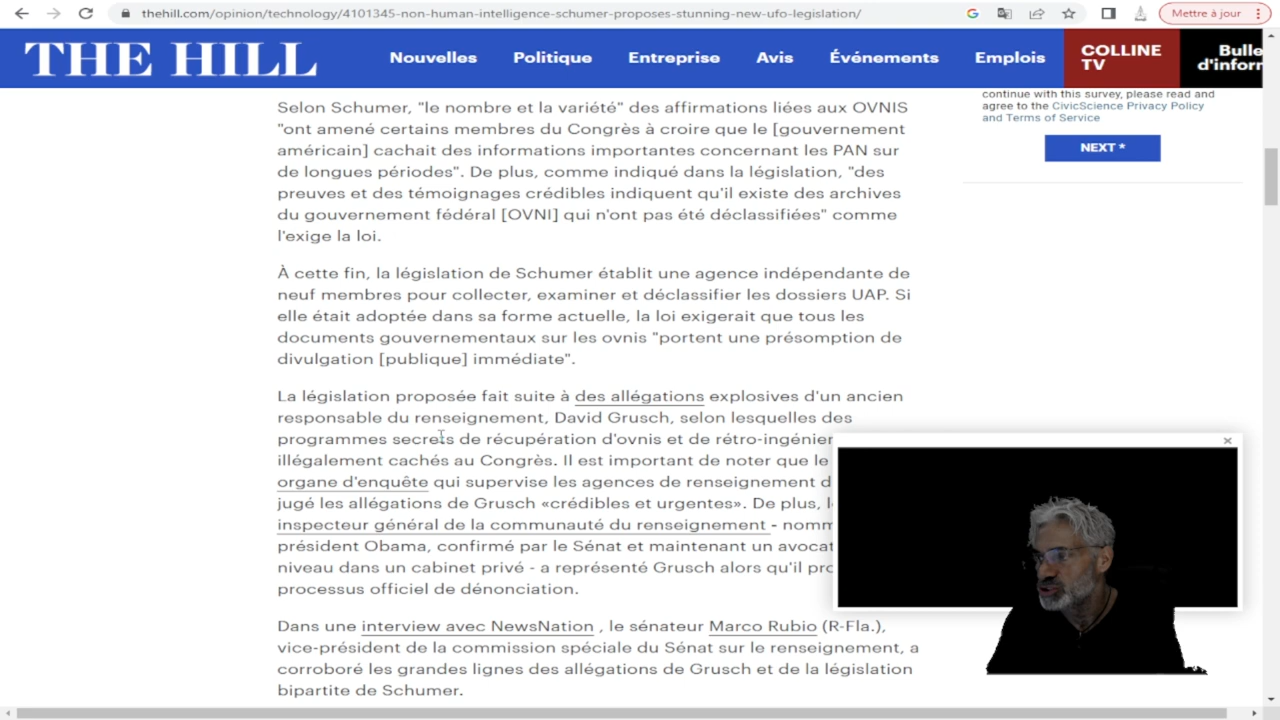 thehill.com/opinion/technology/4101345-non-human-intelligence-schumer-proposes-stunning-new-ufo-legislation/
Mettre à jour
THE HILL
Nouvelles
Politique
Entreprise
Avis
Événements
Emplois
COLLINE
TV
Bulle
d'inforr
Selon Schumer, "le nombre et la variété" des affirmations liées aux OVNIS
"ont amené certains membres du Congrès à croire que le [gouvernement
américain] cachait des informations importantes concernant les PAN sur
de longues périodes". De plus, comme indiqué dans la législation, "des
preuves et des témoignages crédibles indiquent qu'il existe des archives
du gouvernement fédéral [OVNI] qui n'ont pas été déclassifiées" comme
l'exige la loi.
À cette fin, la législation de Schumer établit une agence indépendante de
neuf membres pour collecter, examiner et déclassifier les dossiers UAP. Si
elle était adoptée dans sa forme actuelle, la loi exigerait que tous les
documents gouvernementaux sur les ovnis "portent une présomption de
divulgation [publique] immédiate".
La législation proposée fait suite à des allégations explosives d'un ancien
responsable du renseignement, David Grusch, selon lesquelles des
programmes secrets de récupération d'ovnis et de rétro-ingénier
illégalement cachés au Congrès. Il est important de noter que le
organe d'enquête qui supervise les agences de renseignement d
jugé les allégations de Grusch «crédibles et urgentes». De plus, l
inspecteur général de la communauté du renseignement - nomm
président Obama, confirmé par le Sénat et maintenant un avocat
niveau dans un cabinet privé - a représenté Grusch alors qu'il pro
processus officiel de dénonciation.
Dans une interview avec NewsNation , le sénateur Marco Rubio (R-Fla.),
vice-président de la commission spéciale du Sénat sur le renseignement, a
corroboré les grandes lignes des allégations de Grusch et de la législation
bipartite de Schumer.
continue with this survey, please read and
agree to the CivicScience Privacy Policy
and Terms of Service
NEXT *